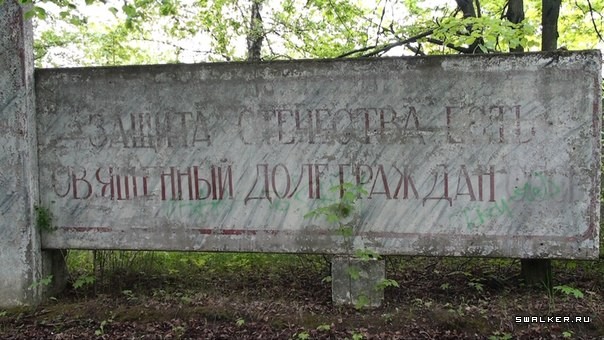 ЗАЩИТА ОТЕЧЕСТВА ЕСТЬ
СВЯЩЕННЫЙ ДОЛГ ГРАЖДАН
SWALKER.RU